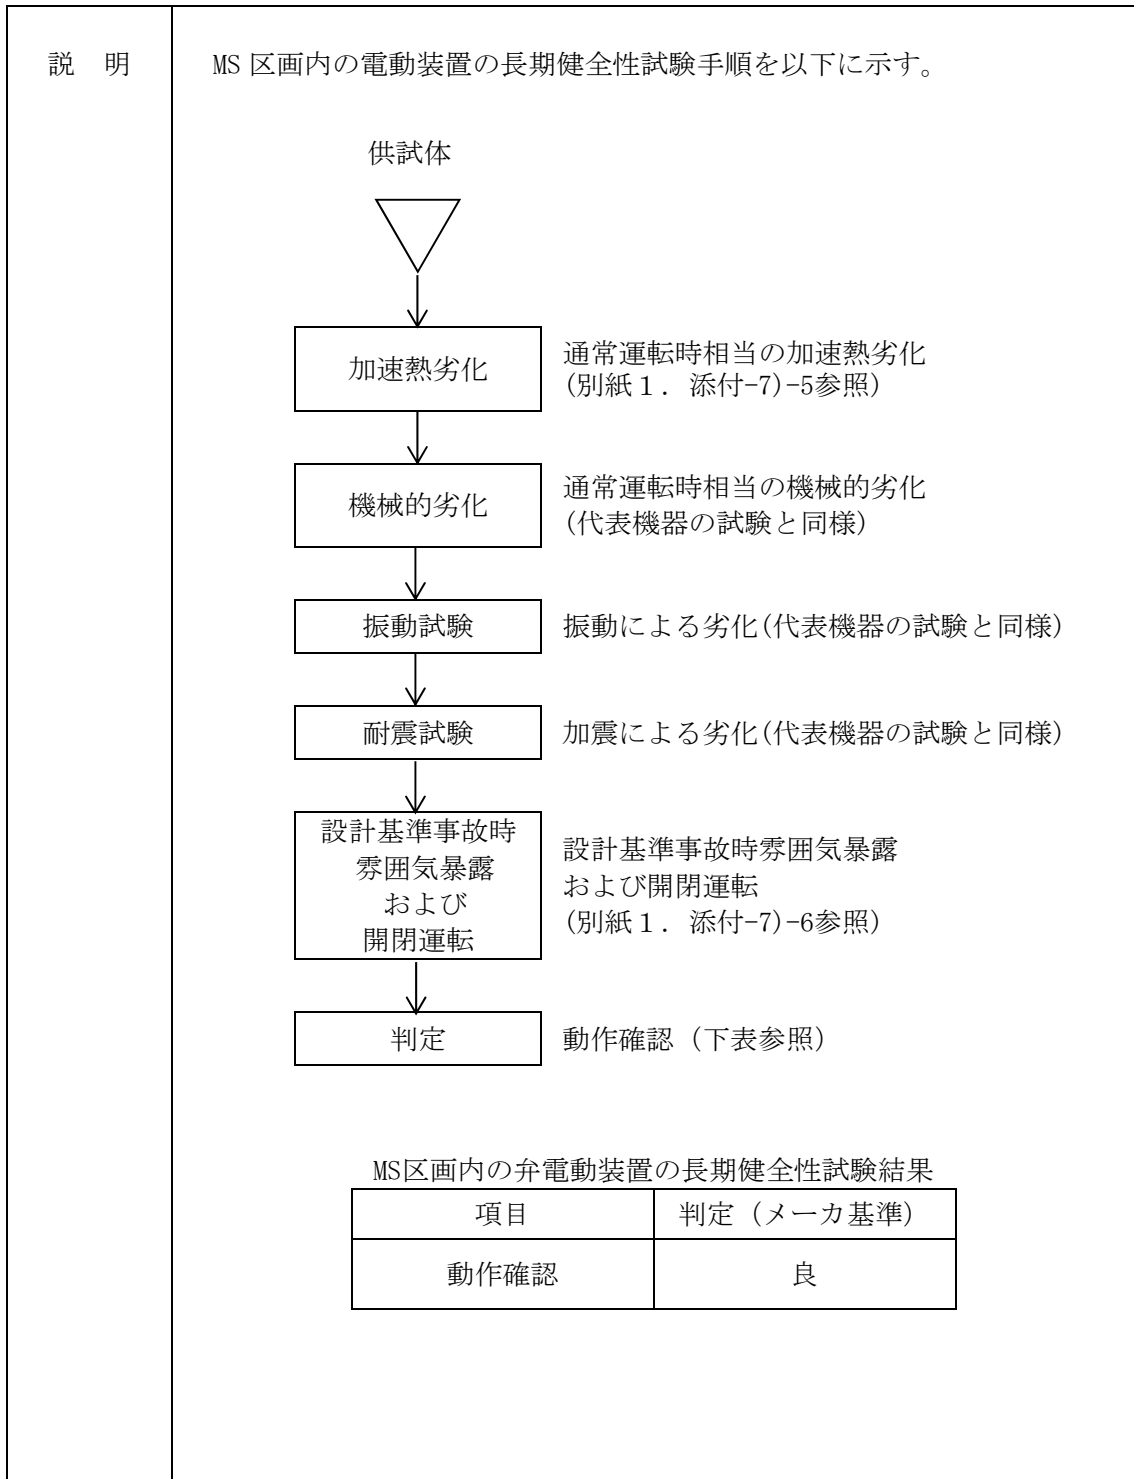 説 明
MS 区画内の電動装置の長期健全性試験手順を以下に示す。
供試体
加速熱劣化
通常運転時相当の加速熱劣化
(別紙１．添付-7)-5参照)
機械的劣化
通常運転時相当の機械的劣化
(代表機器の試験と同様)
振動試験
振動による劣化(代表機器の試験と同様)
耐震試験
加震による劣化(代表機器の試験と同様)
設計基準事故時
雰囲気暴露
および
開閉運転
設計基準事故時雰囲気暴露
および開閉運転
(別紙１．添付-7)-6参照)
判定
動作確認（下表参照）
MS区画内の弁電動装置の長期健全性試験結果
項目
判定（メーカ基準）
動作確認
良